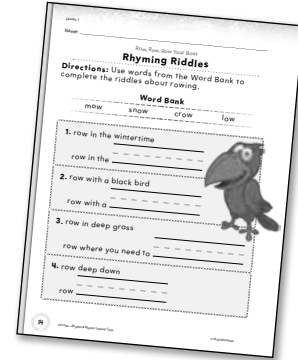 Name:
Row, Row, Row Your Boat
Rhyming Riddles
Directions: Use words from the Word Bank to
complete the riddles about rowing.
Word Bank
mow snow crow low
1. row in the wintertime
row in the
2. row with a black bird
row with a
3. row in deep grass
row where you need to
4. row deep down
row
14